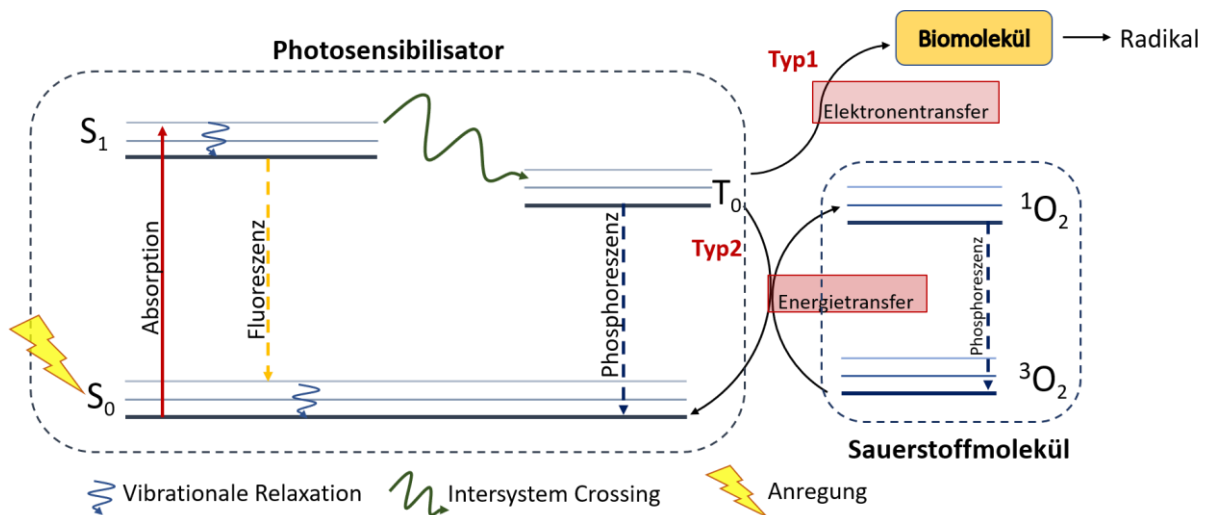 Photosensibilisator
Typ1
Biomolekül
Radikal
Elektronentransfer
S₁
T₀
¹O₂
Typ2
Absorption
Fluoreszenz
Phosphoreszenz
Phosphoreszenz
Energietransfer
S₀
³O₂
Sauerstoffmolekül
Vibrationale Relaxation
Intersystem Crossing
Anregung